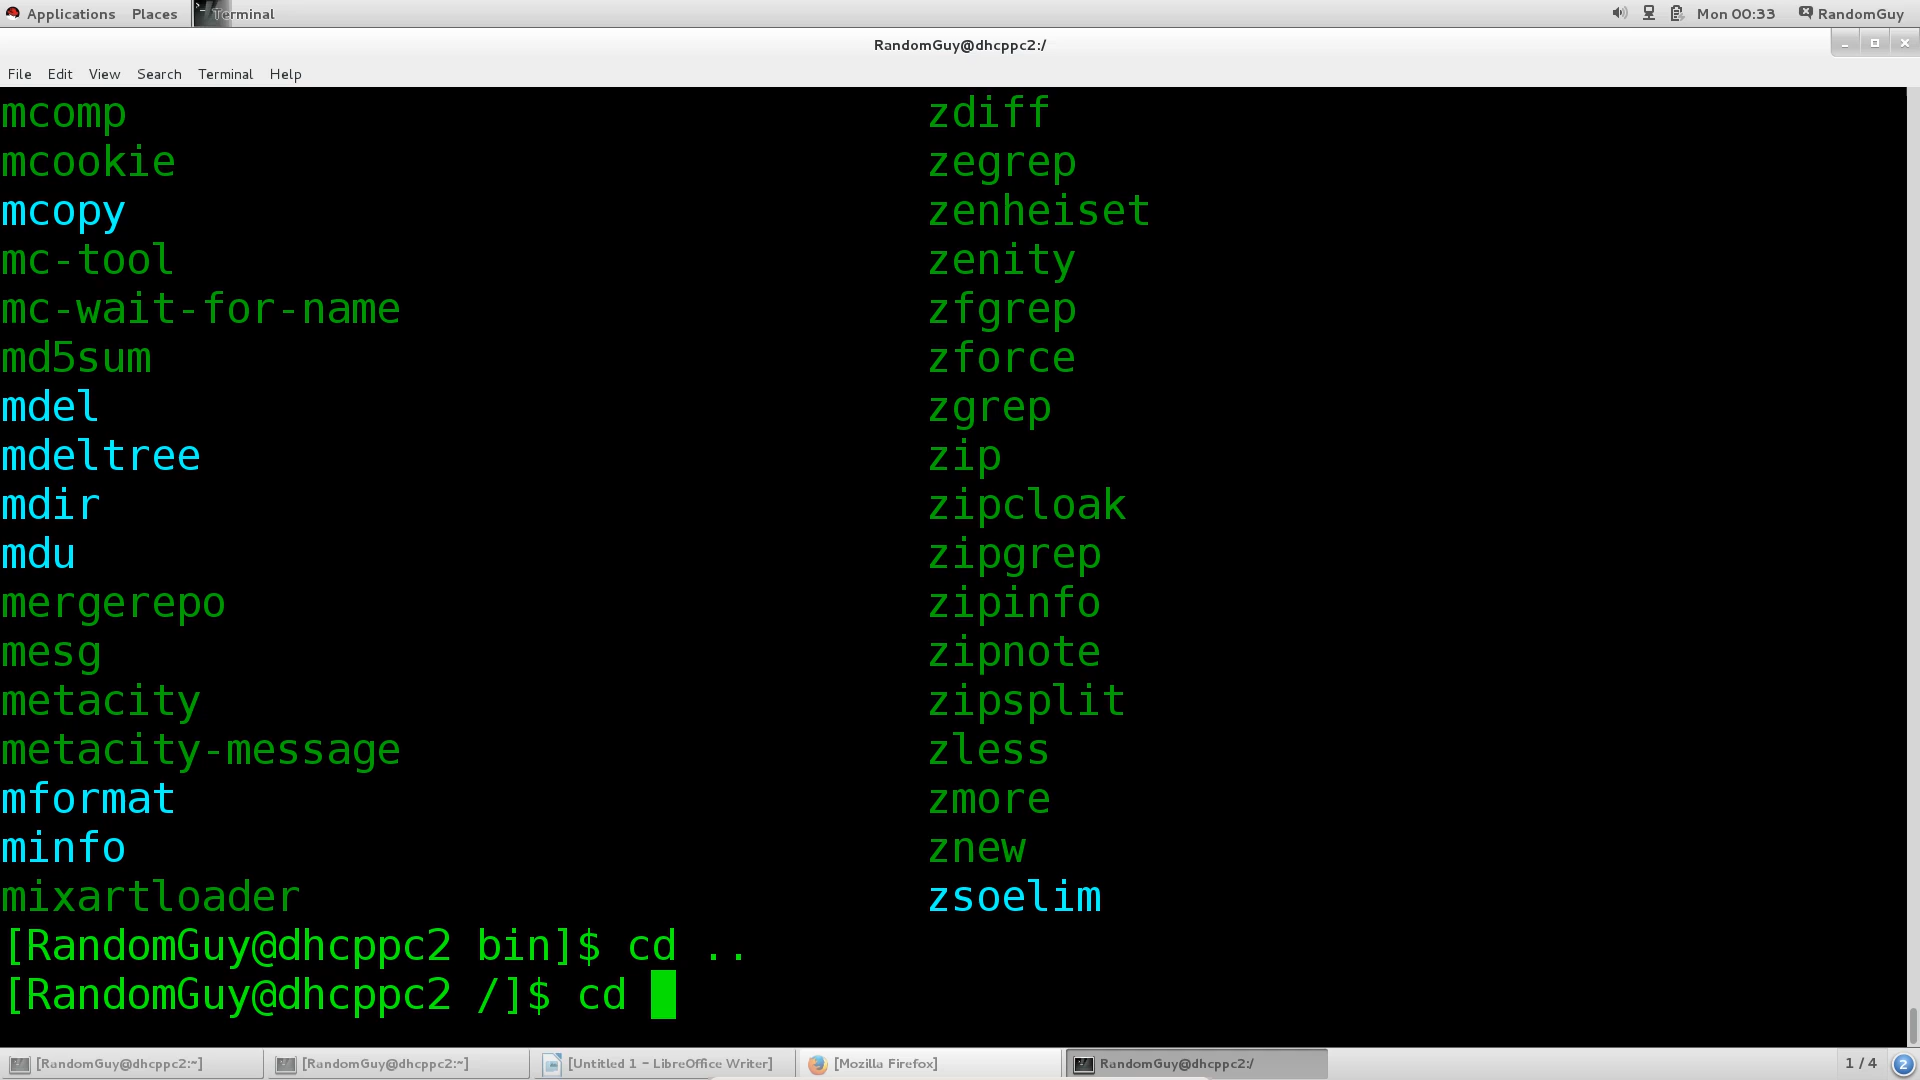 Applications Places Terminal Mon 00:33 RandomGuy
RandomGuy@dhcppc2:/
File Edit View Search Terminal Help
mcomp zdiff
mcookie zegrep
mcopy zenheiset
mc-tool zenity
mc-wait-for-name zfgrep
md5sum zforce
mdel zgrep
mdeltree zip
mdir zipcloak
mdu zipgrep
mergerepo zipinfo
mesg zipnote
metacity zipsplit
metacity-message zless
mformat zmore
minfo znew
mixartloader zsoelim
[RandomGuy@dhcppc2 bin]$ cd ..
[RandomGuy@dhcppc2 /]$ cd
[RandomGuy@dhcppc2:~] [RandomGuy@dhcppc2:~] [Untitled 1 - LibreOffice Writer] [Mozilla Firefox] RandomGuy@dhcppc2:/ 1 / 4 2